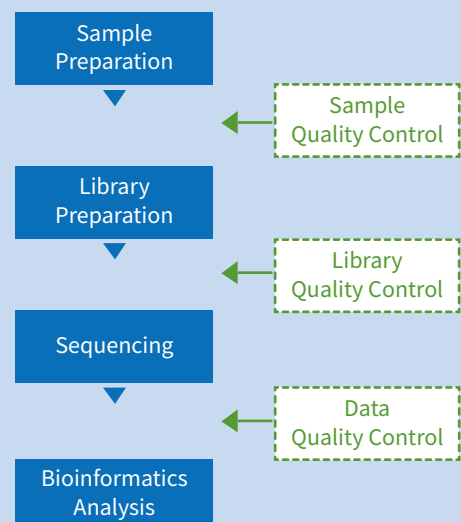 Sample
Preparation
Sample
Quality Control
Library
Preparation
Library
Quality Control
Sequencing
Data
Quality Control
Bioinformatics
Analysis